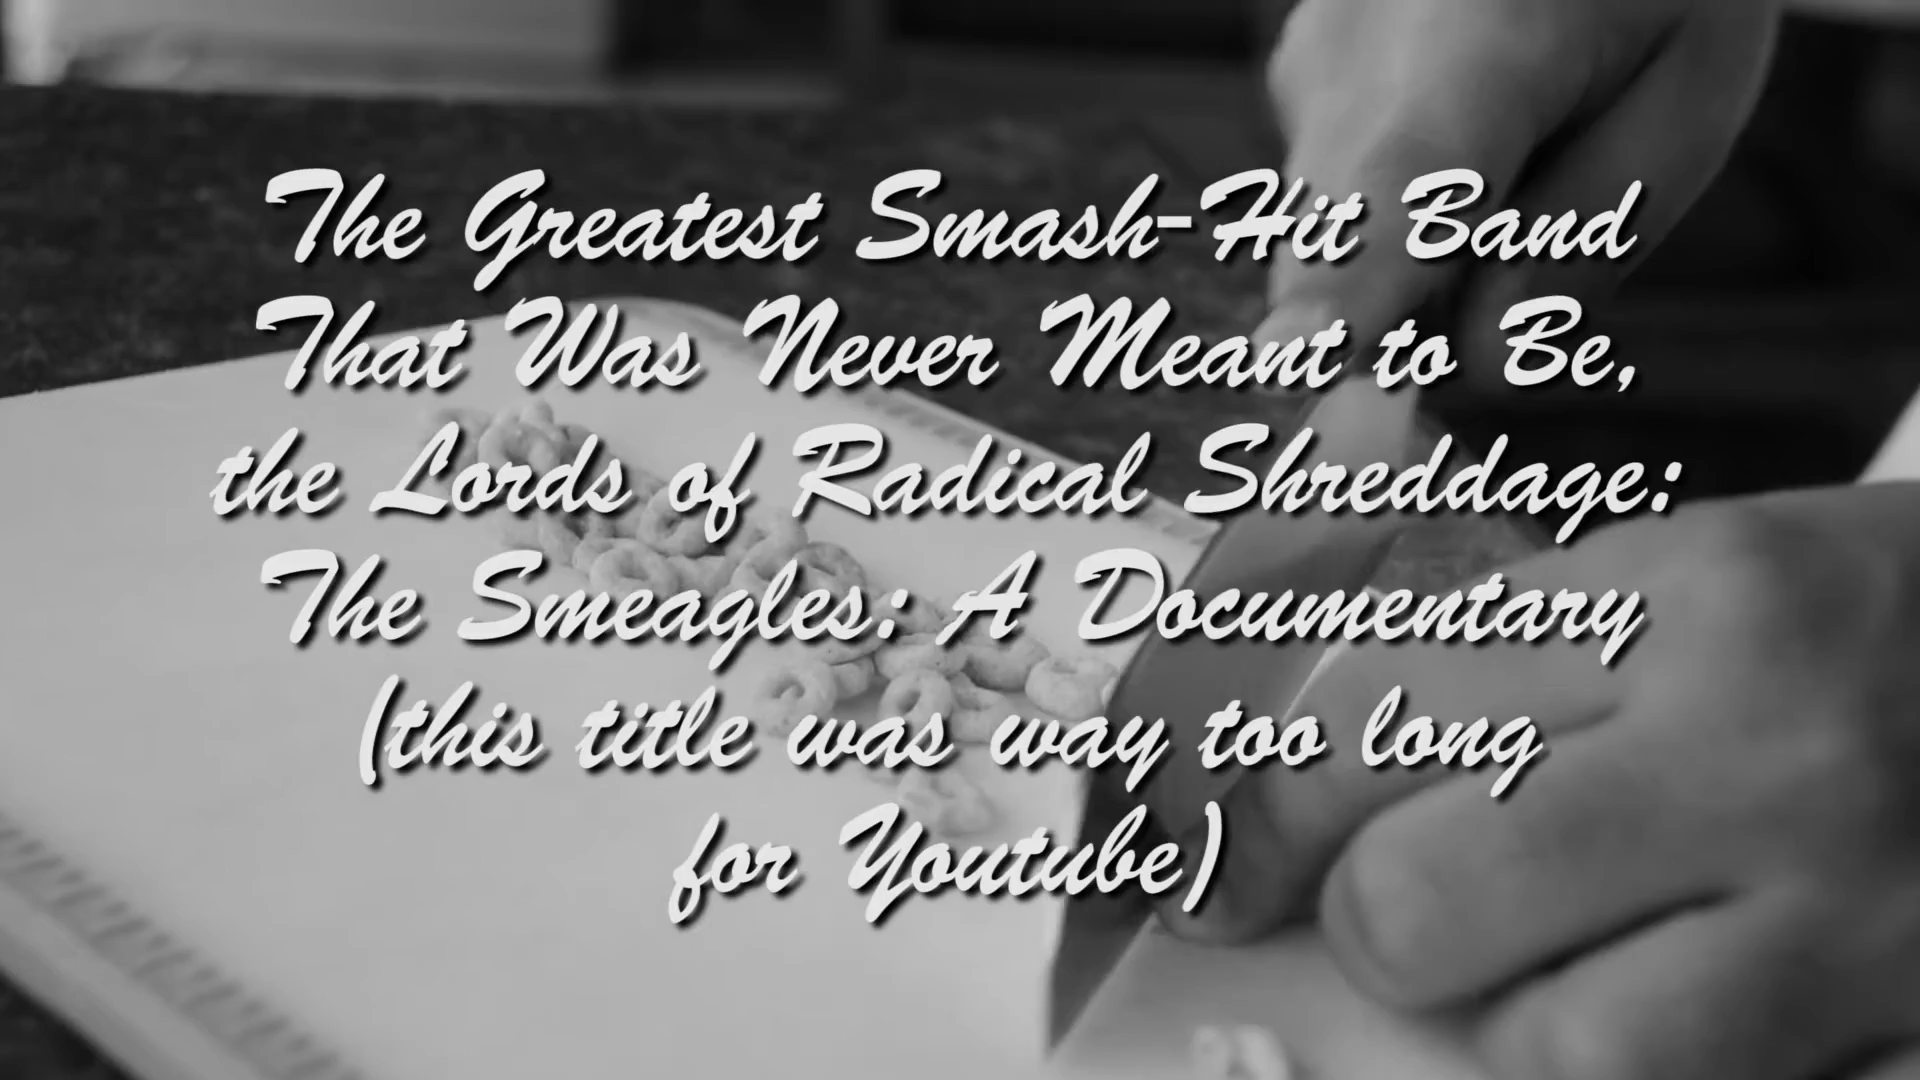 The Greatest Smash-Hit Band
That Was Never Meant to Be,
the Lords of Radical Shreddage:
The Smeagles: A Documentary
(this title was way too long
for Youtube)